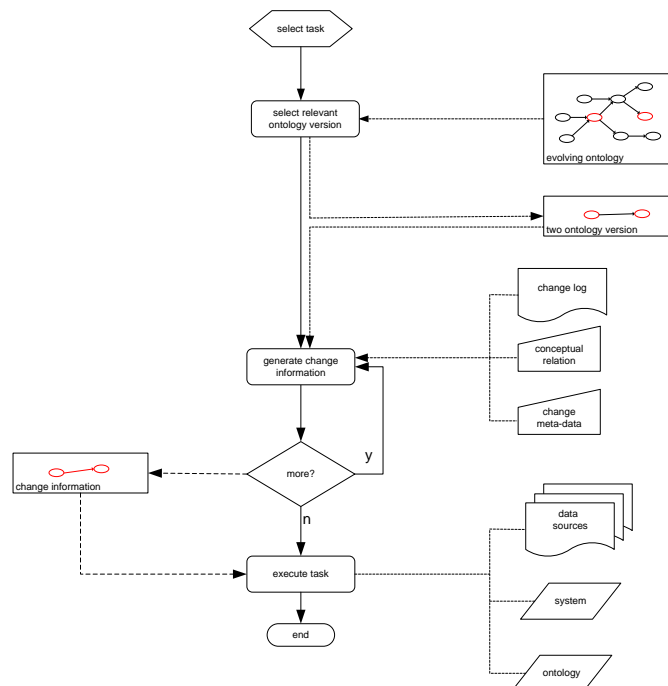 select task
select relevant
ontology version
evolving ontology
two ontology version
change log
generate change
information
conceptual
relation
change
meta-data
y
more?
change information
n
data
sources
execute task
system
end
ontology